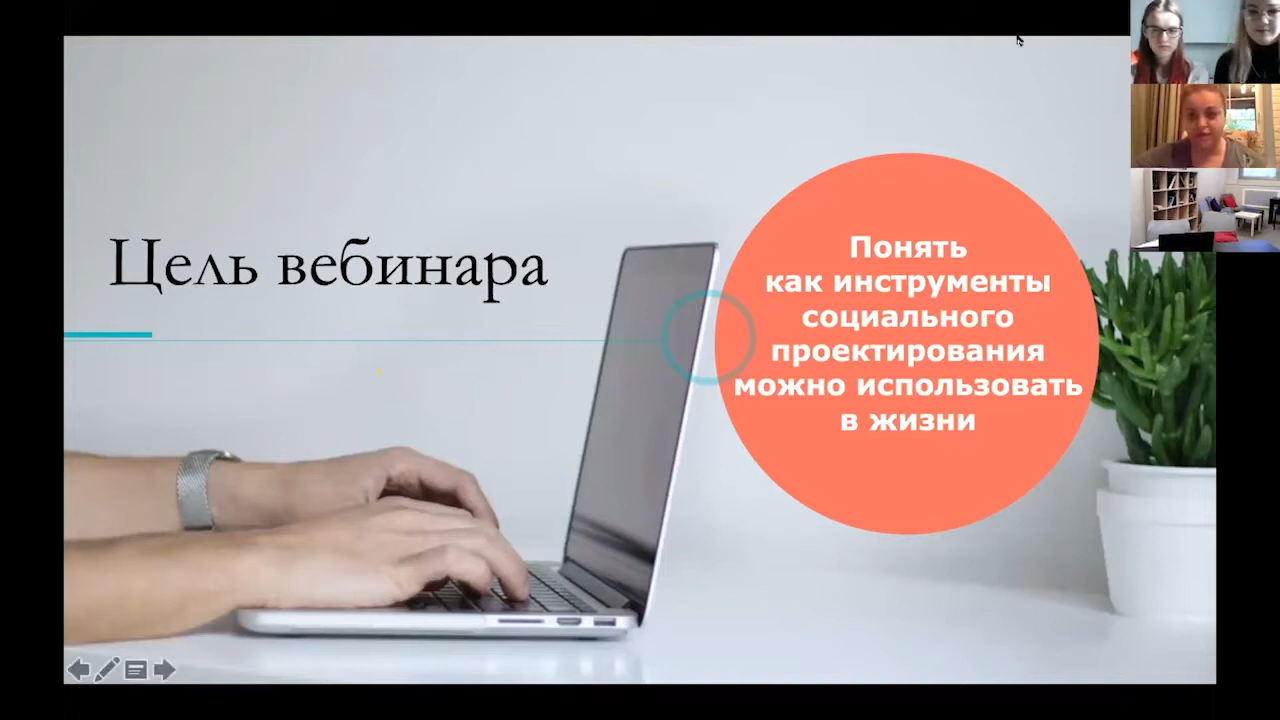 Цель вебинара
Понять
как инструменты
социального
проектирования
можно использовать
в жизни